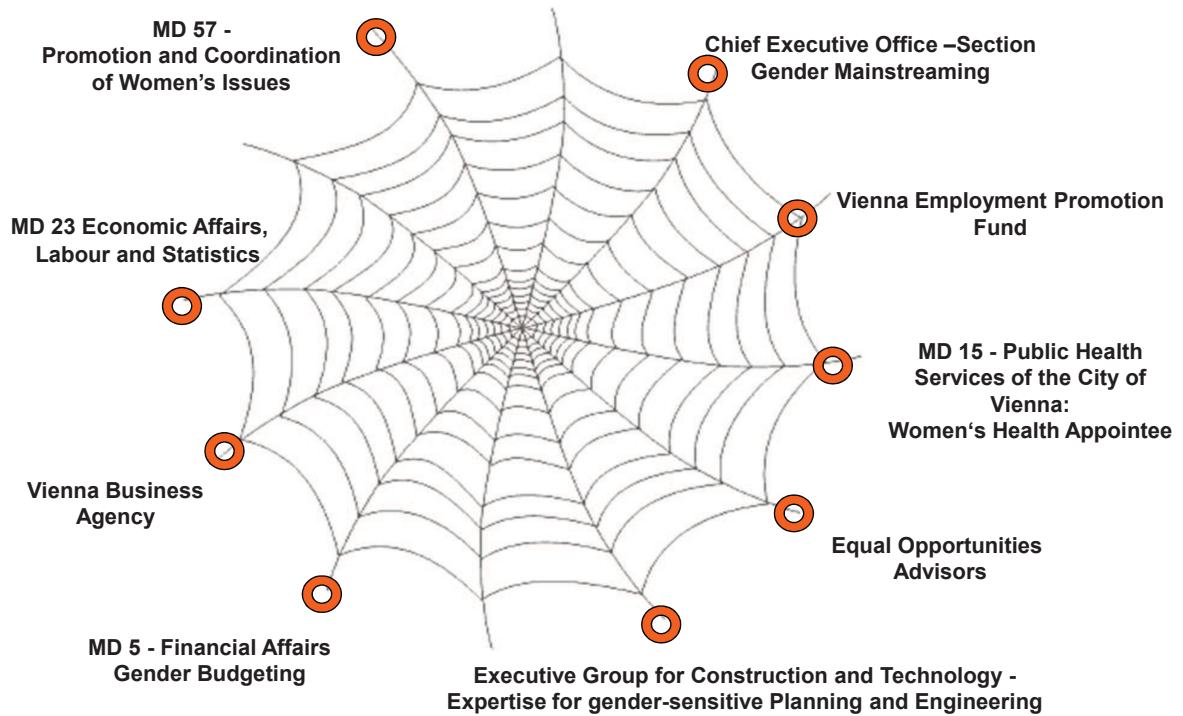 MD 57 -
Promotion and Coordination
of Women's Issues
Chief Executive Office –Section
Gender Mainstreaming
Vienna Employment Promotion
Fund
MD 23 Economic Affairs,
Labour and Statistics
MD 15 - Public Health
Services of the City of
Vienna:
Women‘s Health Appointee
Vienna Business
Agency
Equal Opportunities
Advisors
MD 5 - Financial Affairs
Gender Budgeting
Executive Group for Construction and Technology -
Expertise for gender-sensitive Planning and Engineering